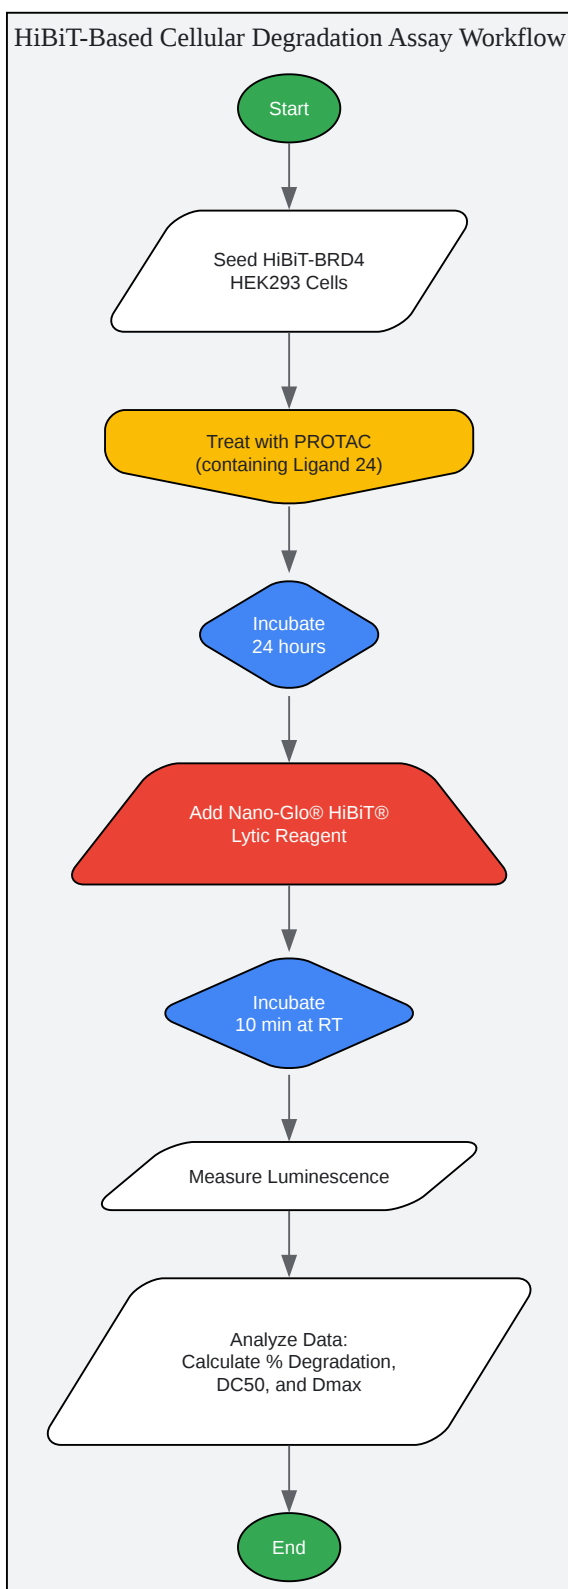 HiBiT-Based Cellular Degradation Assay Workflow
Start
Seed HiBiT-BRD4
HEK293 Cells
Treat with PROTAC
(containing Ligand 24)
Incubate
24 hours
Add Nano-Glo® HiBiT®
Lytic Reagent
Incubate
10 min at RT
Measure Luminescence
Analyze Data:
Calculate % Degradation,
DC50, and Dmax
End